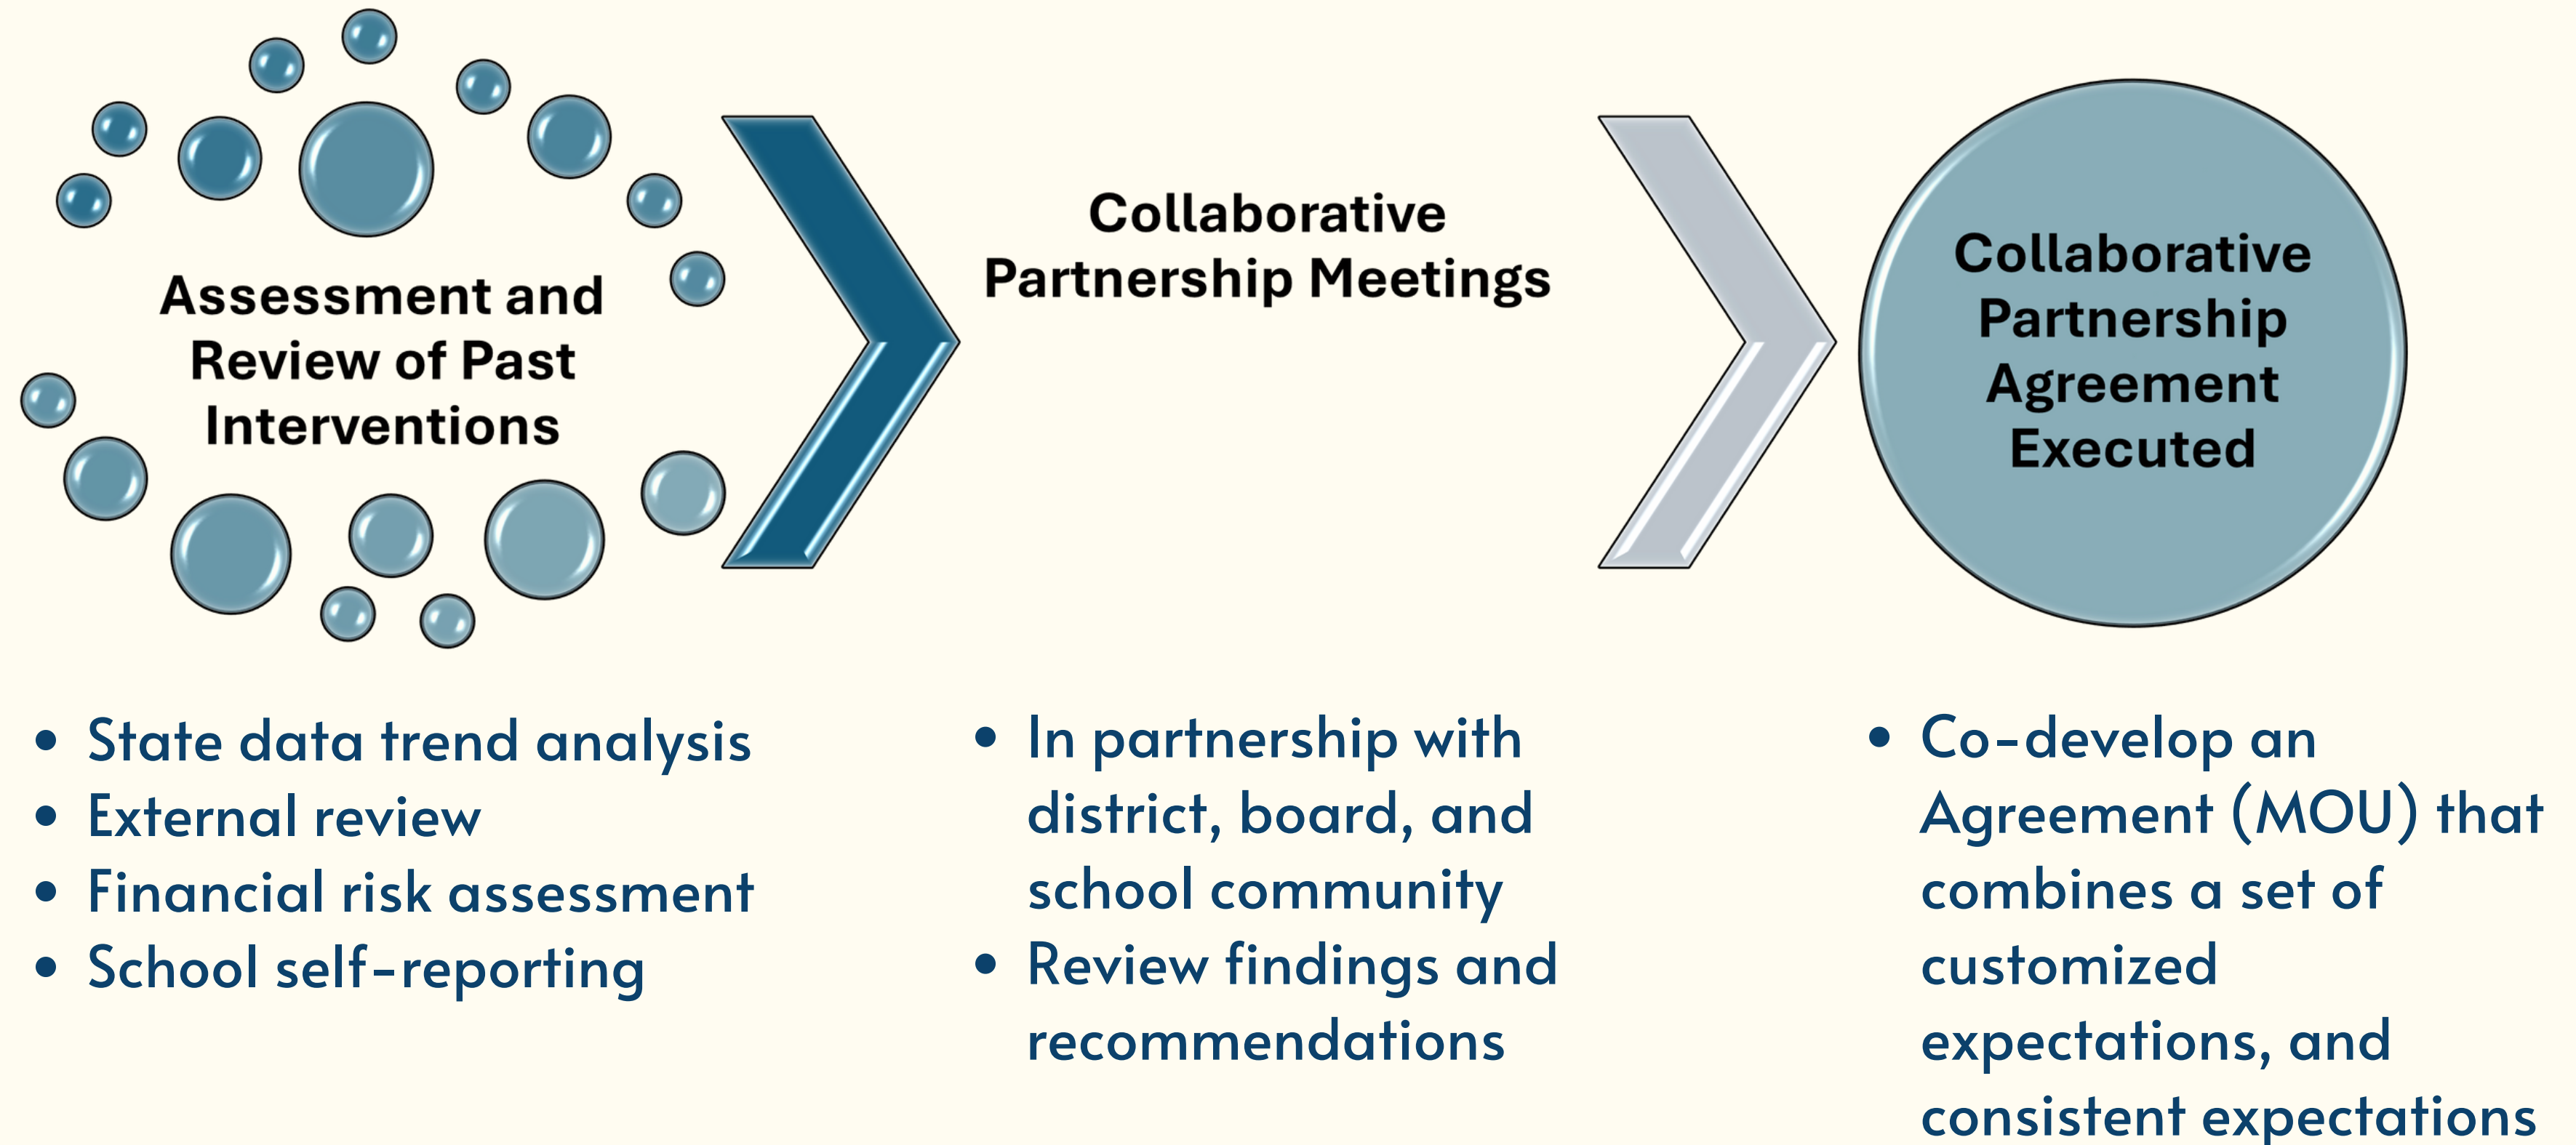 Assessment and
Review of Past
Interventions
Collaborative
Partnership Meetings
Collaborative
Partnership
Agreement
Executed
• State data trend analysis
• External review
• Financial risk assessment
• School self-reporting
• In partnership with
district, board, and
school community
• Review findings and
recommendations
• Co-develop an
Agreement (MOU) that
combines a set of
customized
expectations, and
consistent expectations